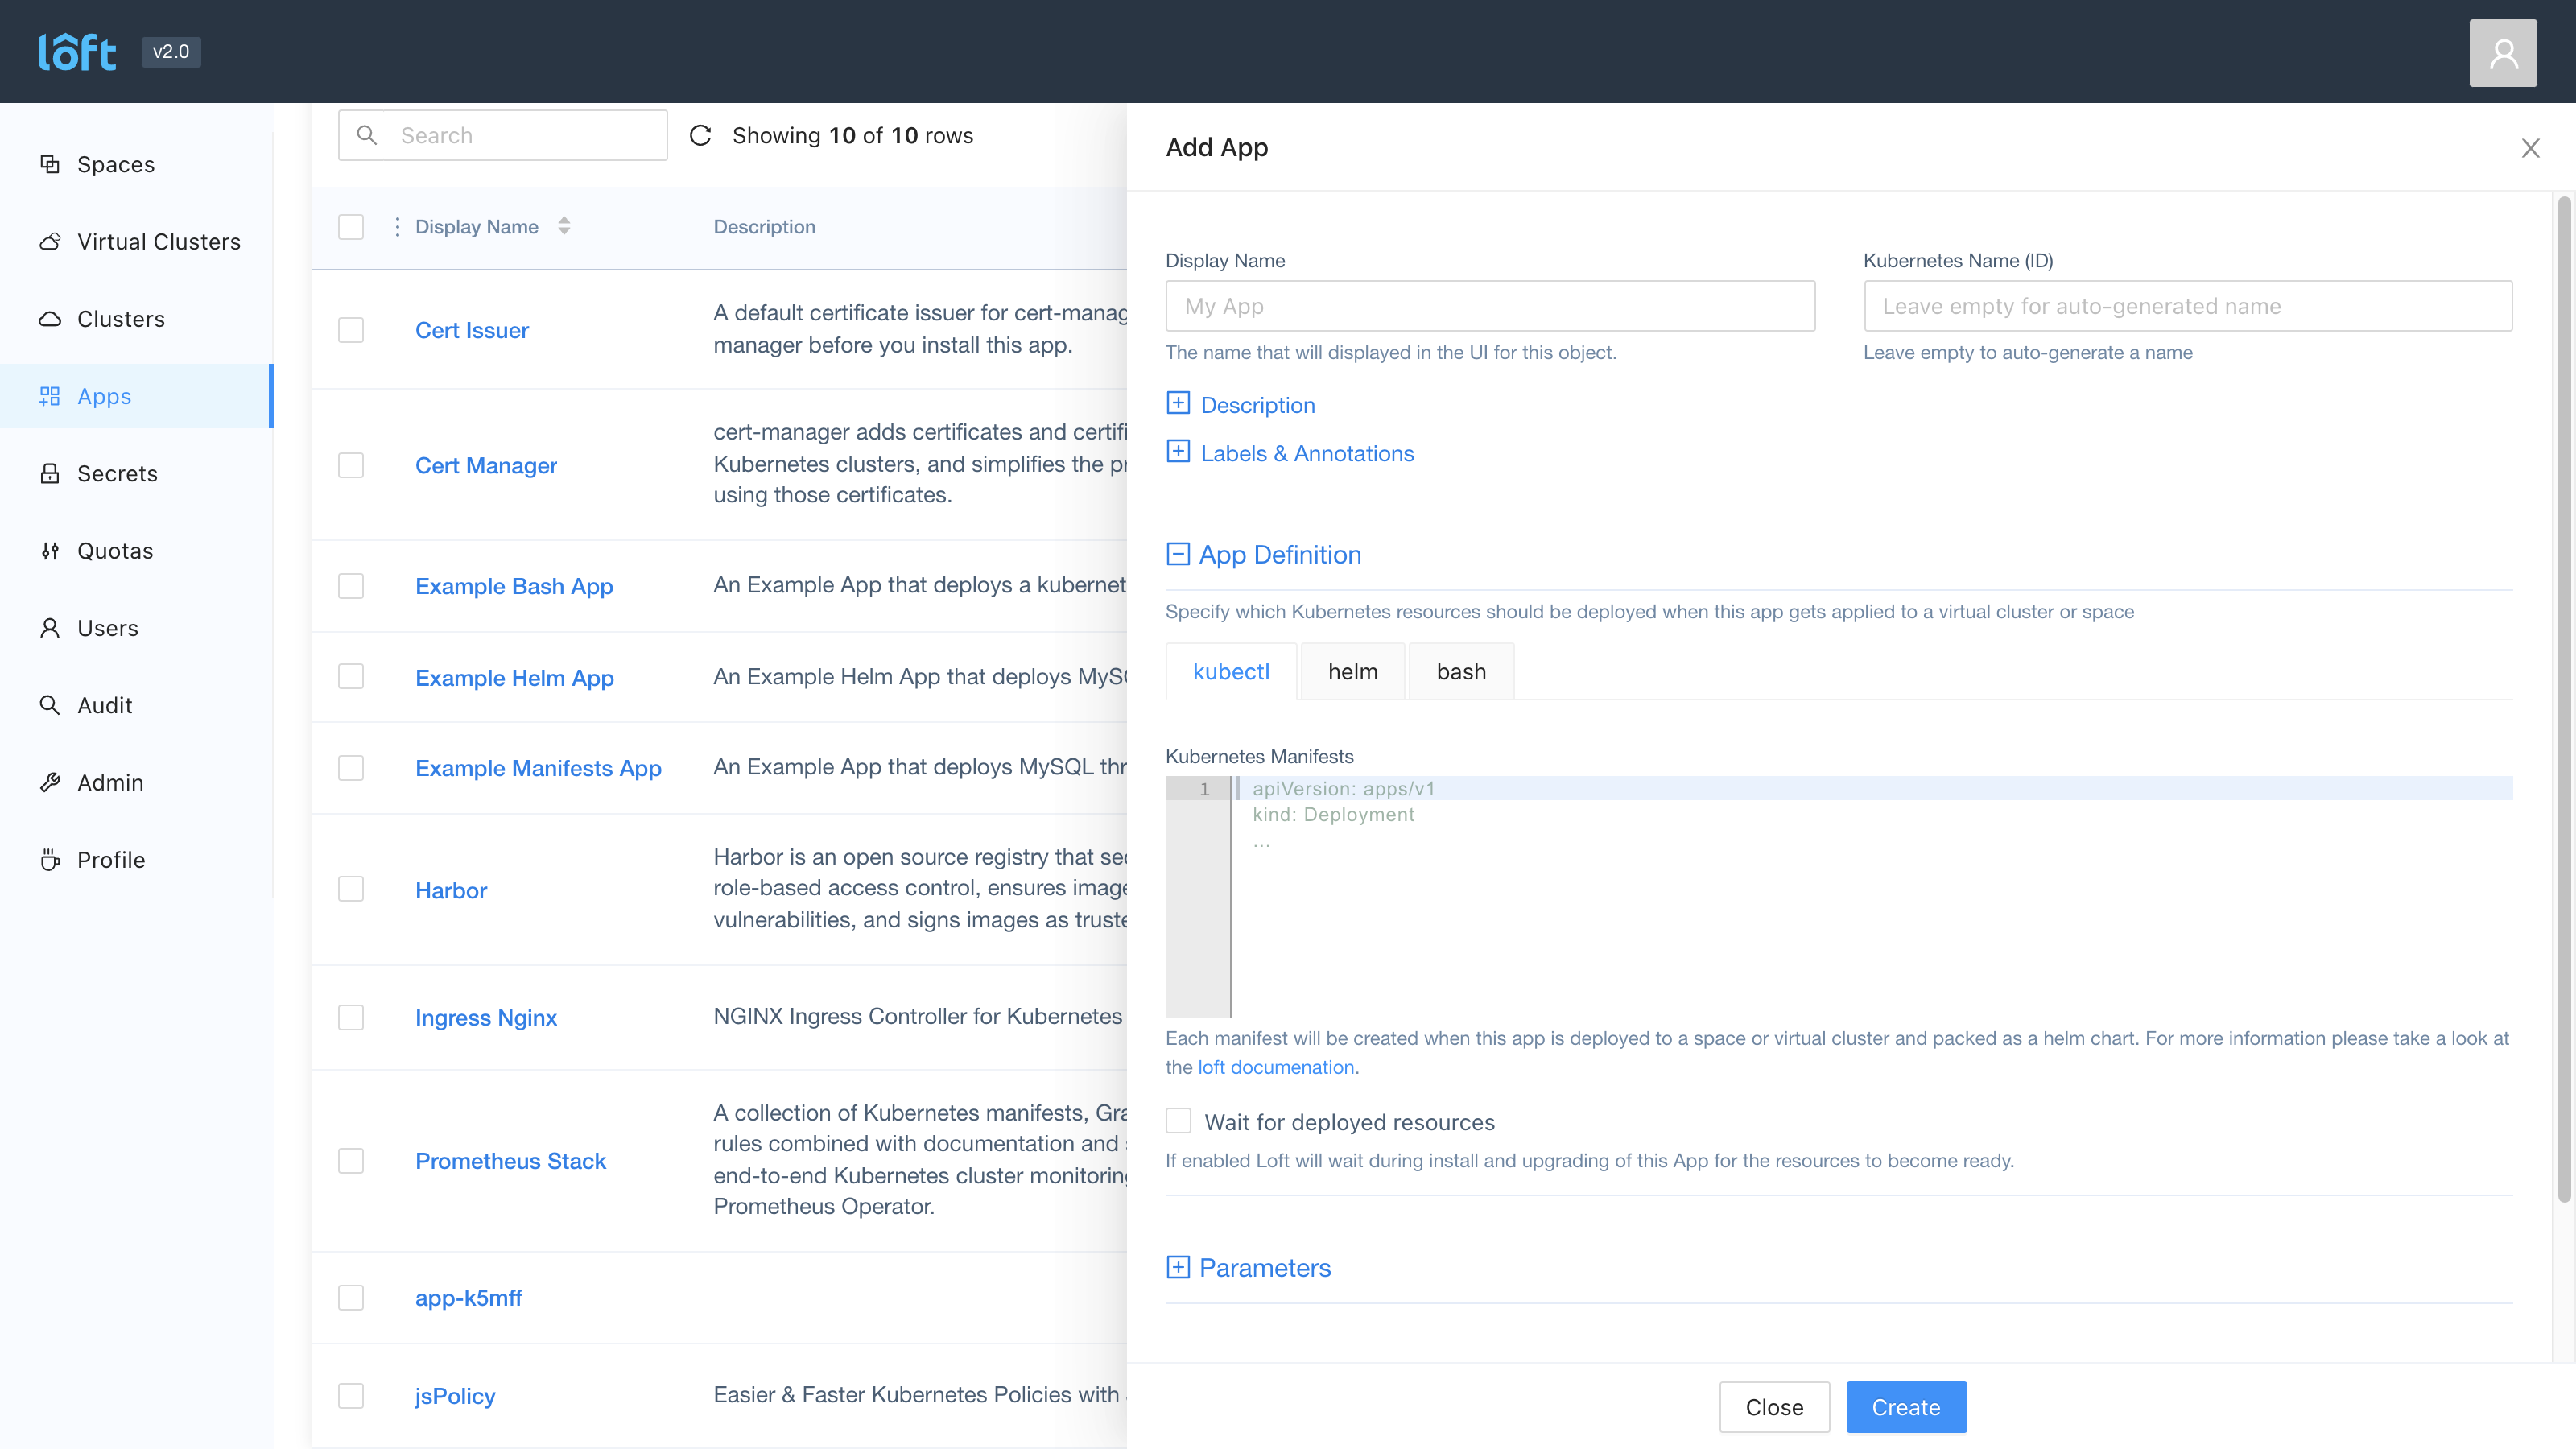 lôft v2.0
Spaces
Virtual Clusters
Clusters
Apps
Secrets
Quotas
Users
Audit
Admin
Profile
Search
Showing 10 of 10 rows
Display Name Description
Cert Issuer
A default certificate issuer for cert-manag
manager before you install this app.
Cert Manager
cert-manager adds certificates and certifi
Kubernetes clusters, and simplifies the pr
using those certificates.
Example Bash App
An Example App that deploys a kubernet
Example Helm App
An Example Helm App that deploys MySQ
Example Manifests App
An Example App that deploys MySQL thr
Harbor
Harbor is an open source registry that sec
role-based access control, ensures image
vulnerabilities, and signs images as truste
Ingress Nginx
NGINX Ingress Controller for Kubernetes
Prometheus Stack
A collection of Kubernetes manifests, Gra
rules combined with documentation and s
end-to-end Kubernetes cluster monitoring
Prometheus Operator.
app-k5mff
jsPolicy
Easier & Faster Kubernetes Policies with
Add App
Display Name
My App
The name that will displayed in the UI for this object.
Kubernetes Name (ID)
Leave empty for auto-generated name
Leave empty to auto-generate a name
Description
Labels & Annotations
App Definition
Specify which Kubernetes resources should be deployed when this app gets applied to a virtual cluster or space
kubectl helm bash
Kubernetes Manifests
1 apiVersion: apps/v1
kind: Deployment
...
Each manifest will be created when this app is deployed to a space or virtual cluster and packed as a helm chart. For more information please take a look at
the loft documenation.
Wait for deployed resources
If enabled Loft will wait during install and upgrading of this App for the resources to become ready.
Parameters
Close Create